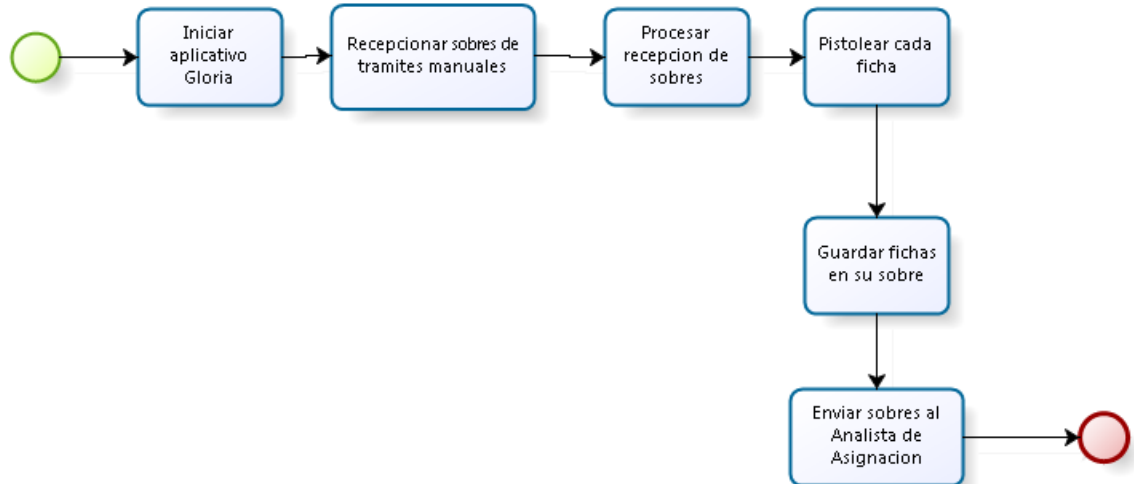 Iniciar
aplicativo
Gloria
Recepcionar sobres de
tramites manuales
Procesar
recepcion de
sobres
Pistolear cada
ficha
Guardar fichas
en su sobre
Enviar sobres al
Analista de
Asignacion